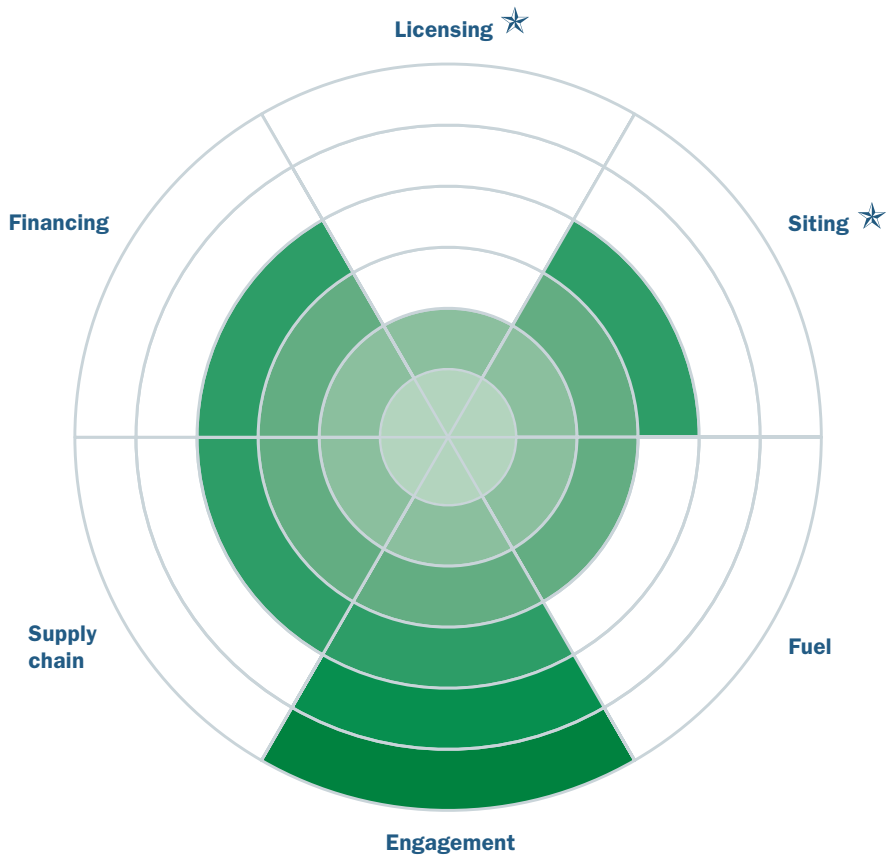 Licensing
Financing
Siting
Supply
chain
Fuel
Engagement